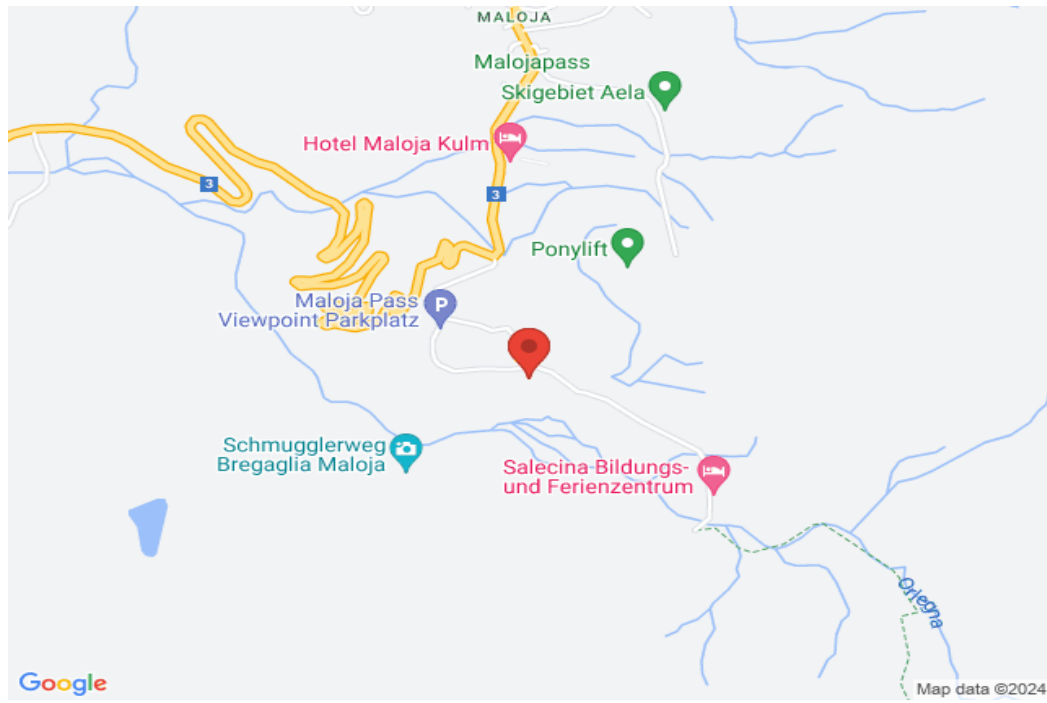 MALOJA
Malojapass
Skigebiet Aela
Hotel Maloja Kulm
3
3
Ponylift
Maloja Pass
Viewpoint Parkplatz
P
Schmugglerweg
Bregaglia Maloja
Salecina Bildungs-
und Ferienzentrum
Orlegna
Google
Map data ©2024